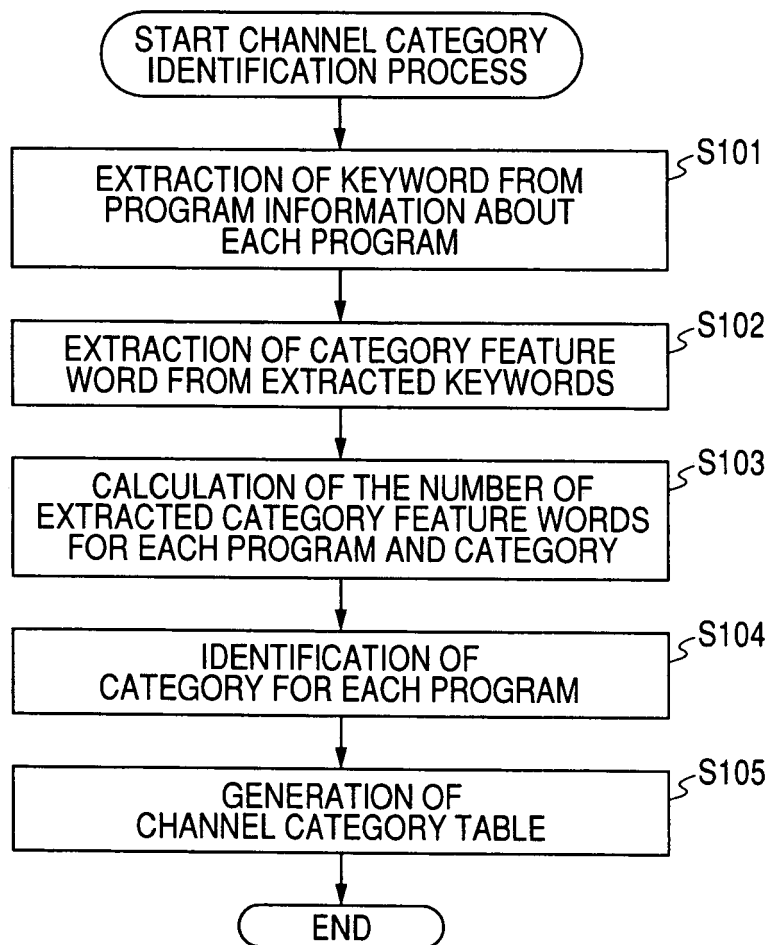 START CHANNEL CATEGORY
IDENTIFICATION PROCESS
S101
EXTRACTION OF KEYWORD FROM
PROGRAM INFORMATION ABOUT
EACH PROGRAM
S102
EXTRACTION OF CATEGORY FEATURE
WORD FROM EXTRACTED KEYWORDS
S103
CALCULATION OF THE NUMBER OF
EXTRACTED CATEGORY FEATURE WORDS
FOR EACH PROGRAM AND CATEGORY
S104
IDENTIFICATION OF
CATEGORY FOR EACH PROGRAM
S105
GENERATION OF
CHANNEL CATEGORY TABLE
END